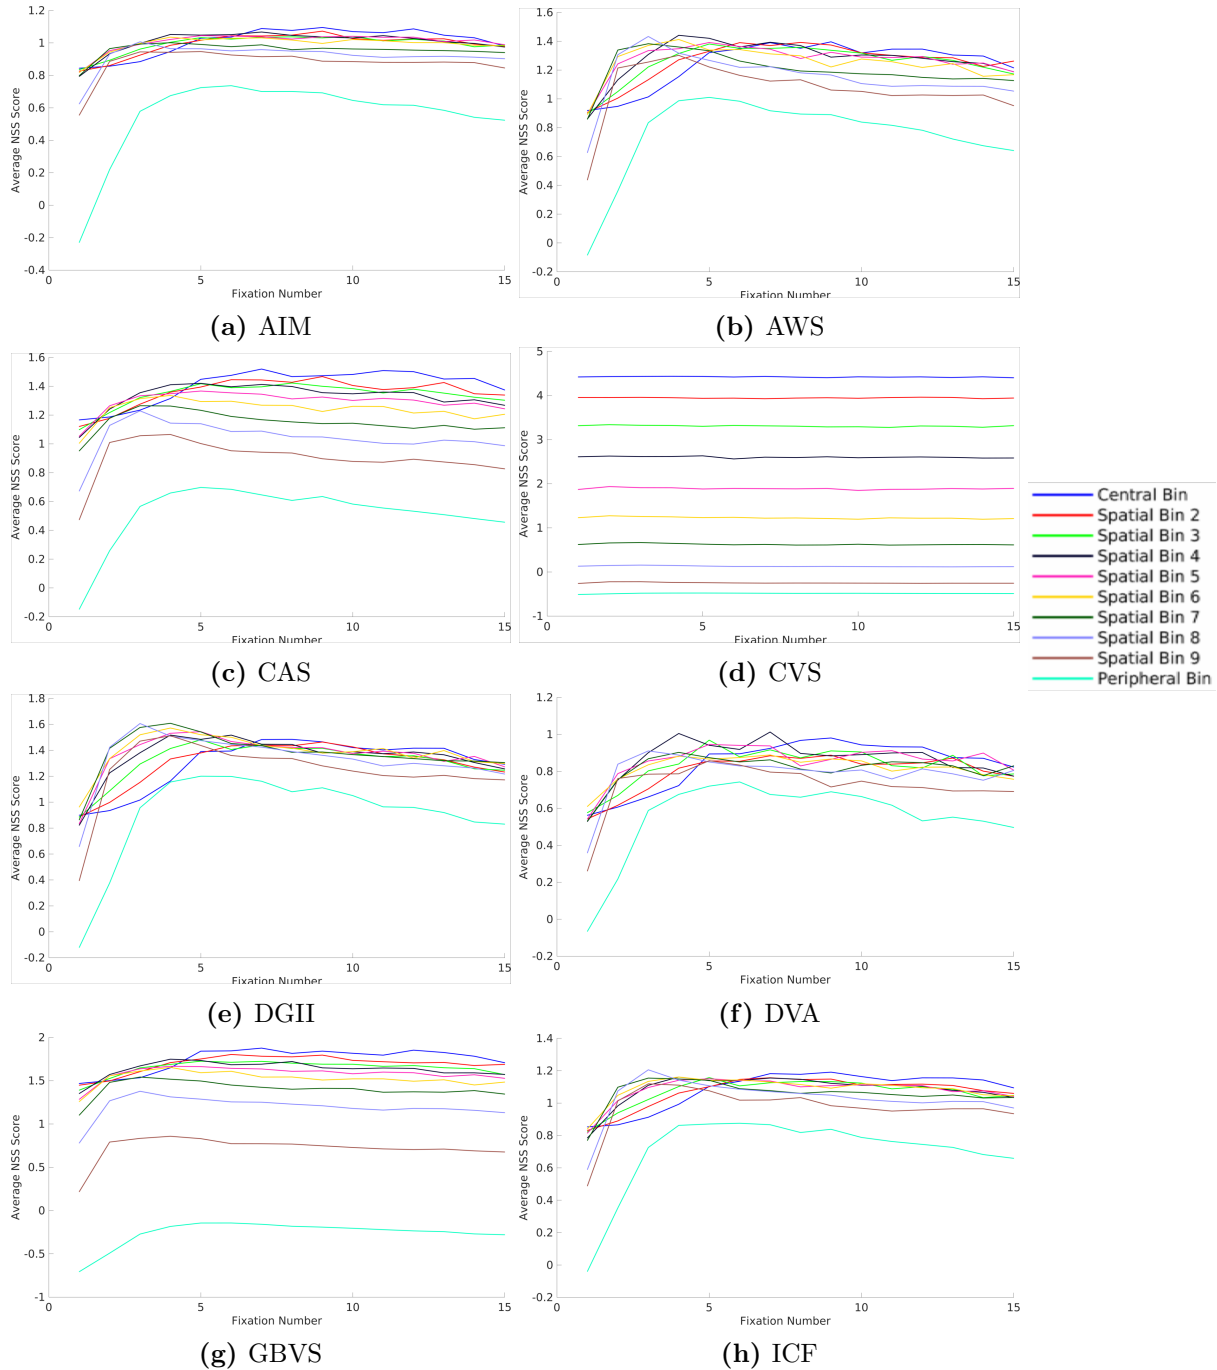 1.2
1
0.8
0.6
0.4
0.2
0
-0.2
-0.4
0 5 10 15
Average NSS Score
Fixation Number
(a) AIM
1.6
1.4
1.2
1
0.8
0.6
0.4
0.2
0
-0.2
0 5 10 15
Average NSS Score
Fixation Number
(b) AWS
1.6
1.4
1.2
1
0.8
0.6
0.4
0.2
0
-0.2
0 5 10 15
Average NSS Score
Fixation Number
(c) CAS
5
4
3
2
1
0
-1
0 5 10 15
Average NSS Score
Fixation Number
(d) CVS
Central Bin
Spatial Bin 2
Spatial Bin 3
Spatial Bin 4
Spatial Bin 5
Spatial Bin 6
Spatial Bin 7
Spatial Bin 8
Spatial Bin 9
Peripheral Bin
1.8
1.6
1.4
1.2
1
0.8
0.6
0.4
0.2
0
-0.2
0 5 10 15
Average NSS Score
Fixation Number
(e) DGII
1.2
1
0.8
0.6
0.4
0.2
0
-0.2
0 5 10 15
Average NSS Score
Fixation Number
(f) DVA
2
1.5
1
0.5
0
-0.5
-1
0 5 10 15
Average NSS Score
Fixation Number
(g) GBVS
1.4
1.2
1
0.8
0.6
0.4
0.2
0
-0.2
0 5 10 15
Average NSS Score
Fixation Number
(h) ICF